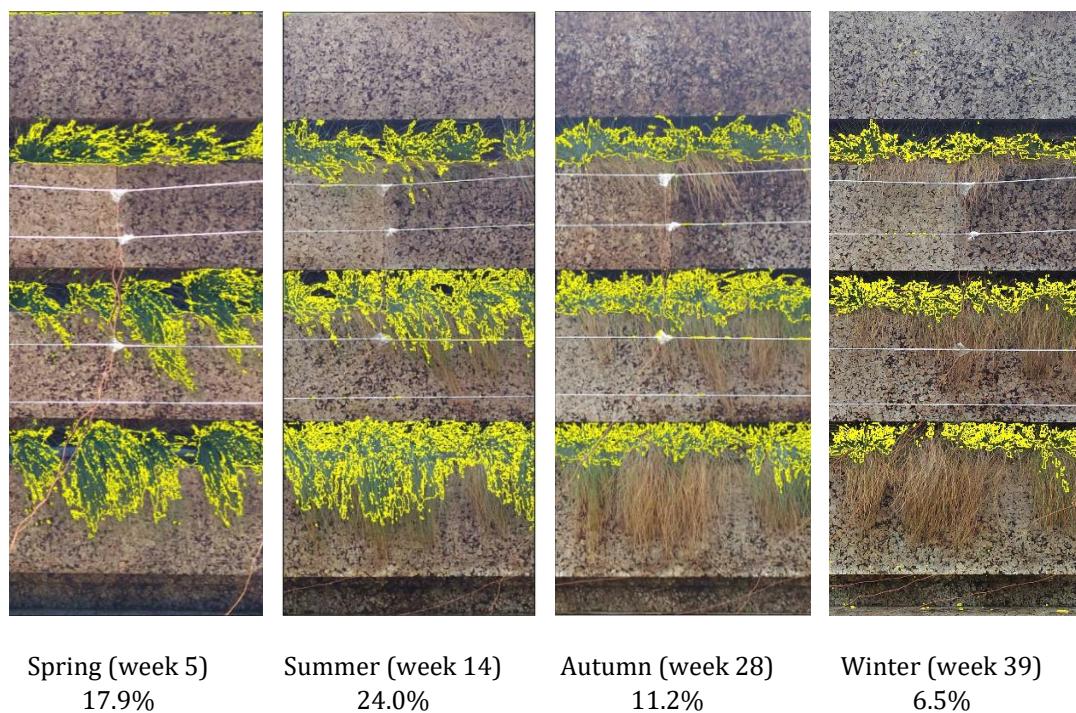 Spring (week 5)
17.9%
Summer (week 14)
24.0%
Autumn (week 28)
11.2%
Winter (week 39)
6.5%